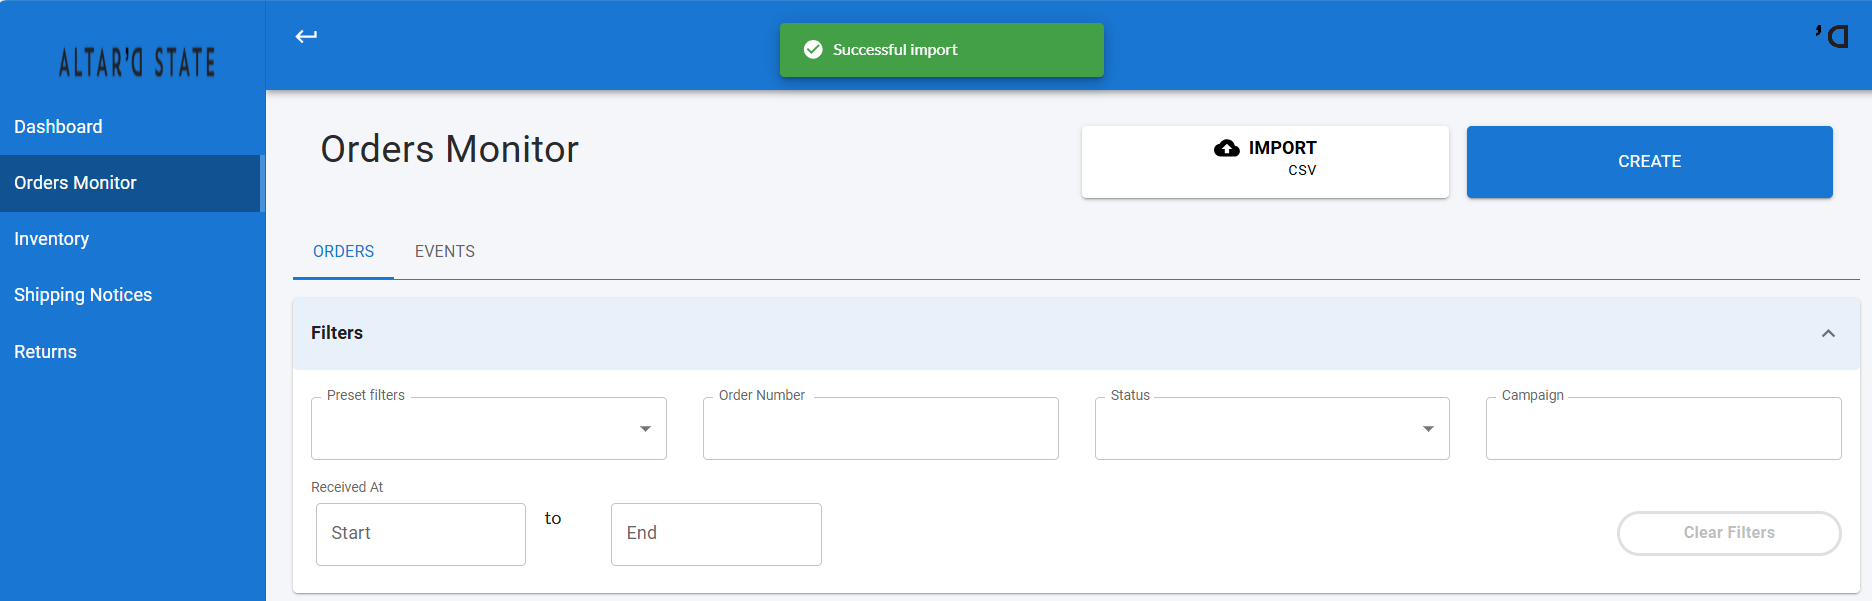 ALTAR'D STATE
Successful import
'D
Dashboard
Orders Monitor
Inventory
Shipping Notices
Returns
Orders Monitor
IMPORT
CSV
CREATE
ORDERS EVENTS
Filters
Preset filters Order Number Status Campaign
Received At
Start to End Clear Filters